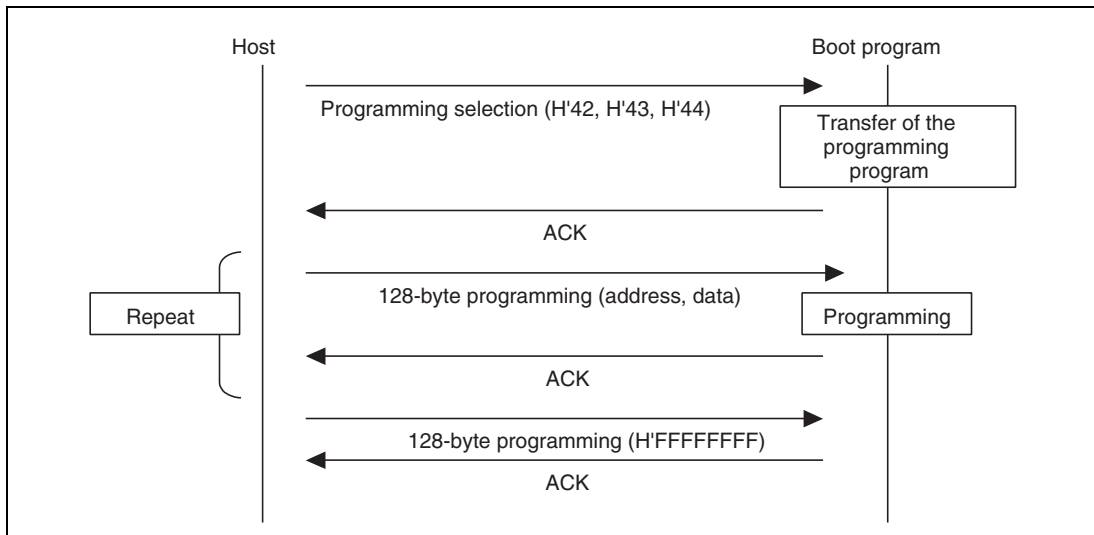 Host
Boot program
Programming selection (H'42, H'43, H'44)
Transfer of the
programming
program
ACK
128-byte programming (address, data)
Repeat
Programming
ACK
128-byte programming (H'FFFFFFFF)
ACK